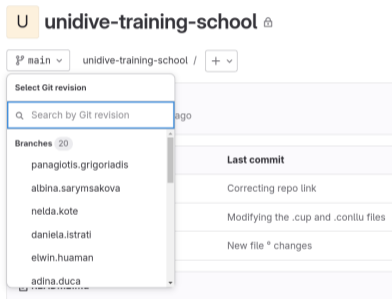 U unidive-training-school
main unidive-training-school / +
Select Git revision
Search by Git revision
ago
Branches 20
Last commit
panagiotis.grigoriadis
albina.sarymsakova
Correcting repo link
nelda.kote
Modifying the .cup and .conllu files
daniela.istrati
New file * changes
elwin.huaman
adina.duca